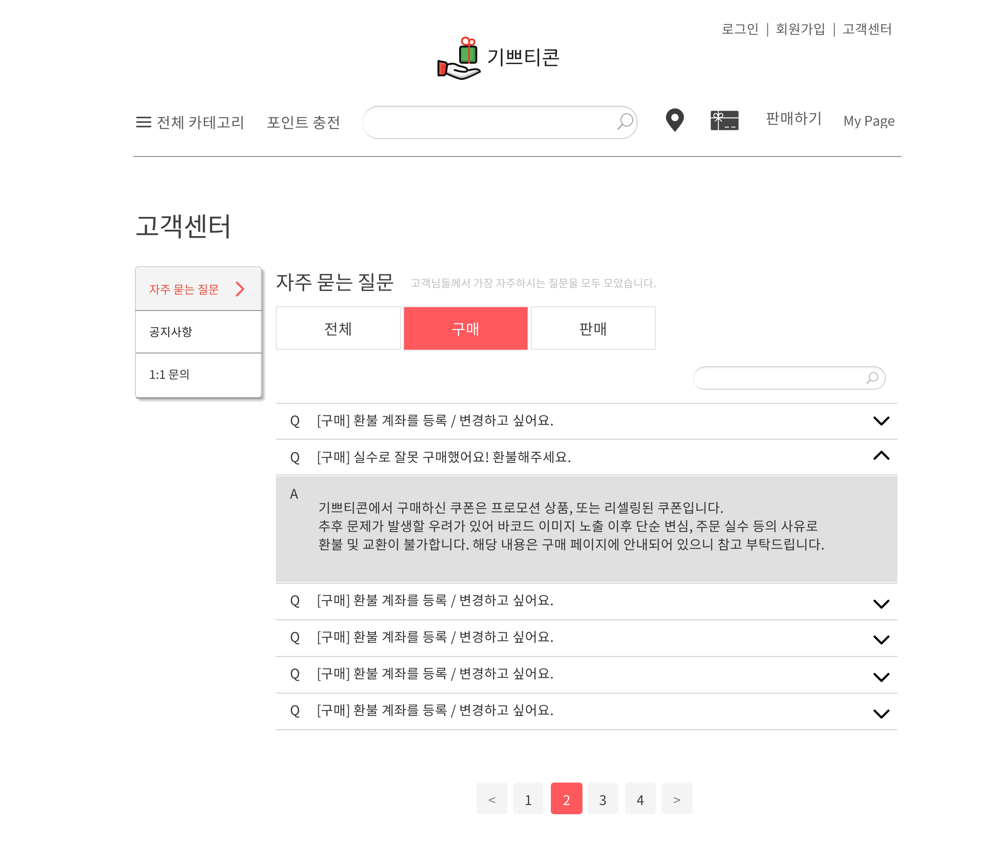 로그인 | 회원가입 | 고객센터
기쁘티콘
전체 카테고리 포인트 충전 판매하기 My Page
고객센터
자주 묻는 질문
공지사항
1:1 문의
자주 묻는 질문 고객님들께서 가장 자주하시는 질문을 모두 모았습니다.
전체 구매 판매
Q [구매] 환불 계좌를 등록 / 변경하고 싶어요.
Q [구매] 실수로 잘못 구매했어요! 환불해주세요.
A
기쁘티콘에서 구매하신 쿠폰은 프로모션 상품, 또는 리셀링된 쿠폰입니다.
추후 문제가 발생할 우려가 있어 바코드 이미지 노출 이후 단순 변심, 주문 실수 등의 사유로
환불 및 교환이 불가합니다. 해당 내용은 구매 페이지에 안내되어 있으니 참고 부탁드립니다.
Q [구매] 환불 계좌를 등록 / 변경하고 싶어요.
Q [구매] 환불 계좌를 등록 / 변경하고 싶어요.
Q [구매] 환불 계좌를 등록 / 변경하고 싶어요.
Q [구매] 환불 계좌를 등록 / 변경하고 싶어요.
< 1 2 3 4 >